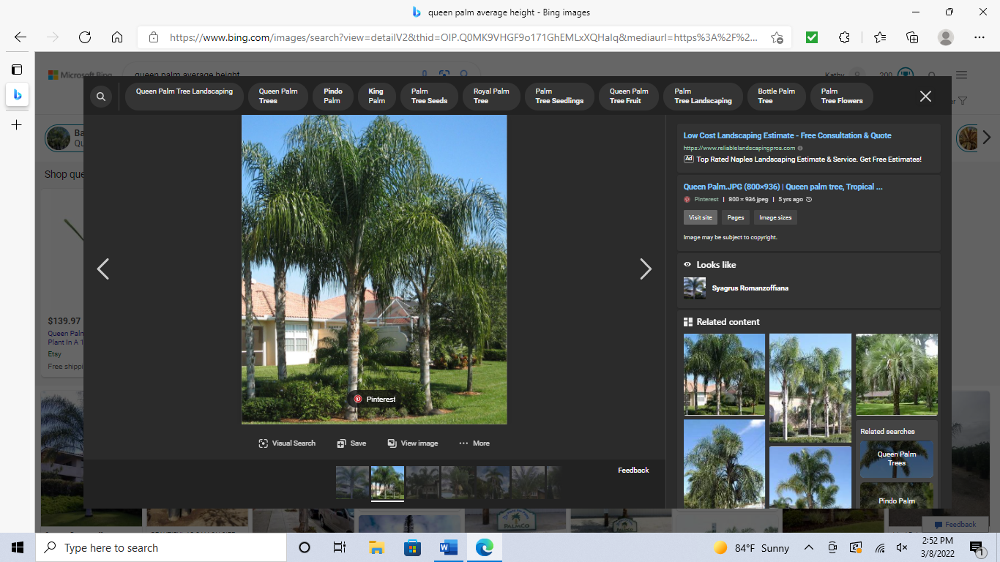 queen palm average height - Bing images
https://www.bing.com/images/search?view=detailV2&thid=OIP.Q0MK9VHGF9o171GhEMLxXQHaIq&mediaurl=https%3A%2F%2...
Microsoft Bing
queen palm average height
Kathy
200
Queen Palm Tree Landscaping
Queen Palm
Trees
Pindo
Palm
King
Palm
Palm
Tree Seeds
Royal Palm
Tree
Palm
Tree Seedlings
Queen Palm
Tree Fruit
Palm
Tree Landscaping
Bottle Palm
Tree
Palm
Tree Flowers
Ba
Qu
Shop que
$139.97
Queen Palm
Plant In A 1
Etsy
Free shippi
Pinterest
Visual Search
Save
View image
More
Feedback
Low Cost Landscaping Estimate - Free Consultation & Quote
https://www.reliablelandscapingpros.com
Ad Top Rated Naples Landscaping Estimate & Service. Get Free Estimates!
Queen Palm.JPG (800×936) | Queen palm tree, Tropical ...
Pinterest | 800 × 936 jpeg | 5 yrs ago
Visit site
Pages
Image sizes
Image may be subject to copyright.
Looks like
Syagrus Romanzoffiana
Related content
Related searches
Queen Palm
Trees
Pindo Palm
PALMCO
PALMCO
Feedback
Type here to search
84°F Sunny
2:52 PM
3/8/2022
1